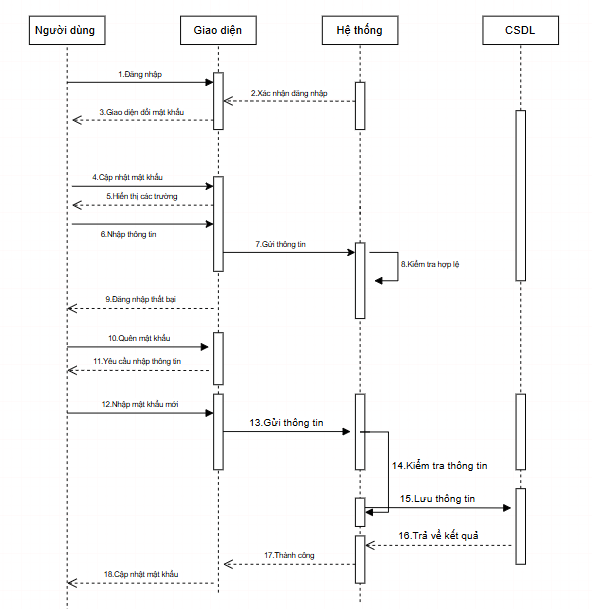 Người dùng
Giao diện
Hệ thống
CSDL
1.Đăng nhập
2.Xác nhận đăng nhập
3.Giao diện đổi mật khẩu
4.Cập nhật mật khẩu
5.Hiển thị các trường
6.Nhập thông tin
7.Gửi thông tin
8.Kiểm tra hợp lệ
9.Đăng nhập thất bại
10.Quên mật khẩu
11.Yêu cầu nhập thông tin
12.Nhập mật khẩu mới
13.Gửi thông tin
14.Kiểm tra thông tin
15.Lưu thông tin
16.Trả về kết quả
17.Thành công
18.Cập nhật mật khẩu